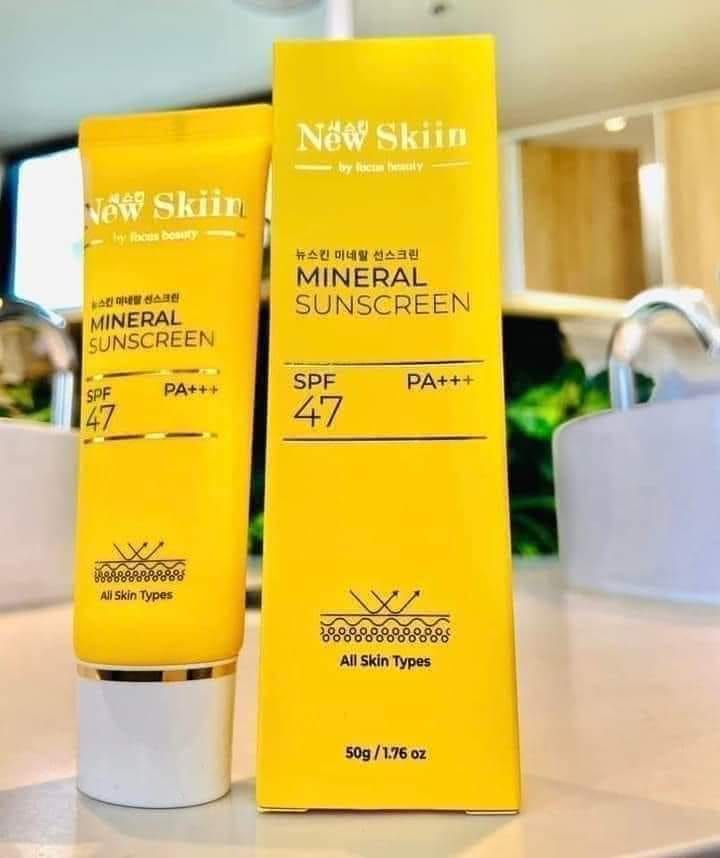 새스킨
New Skiin
by focus beauty
뉴스킨 미네랄 선스크린
MINERAL
SUNSCREEN
SPF PA+++
47
All Skin Types
새스킨
New Skiin
by focus beauty
뉴스킨 미네랄 선스크린
MINERAL
SUNSCREEN
SPF PA+++
47
All Skin Types
50g / 1.76 oz